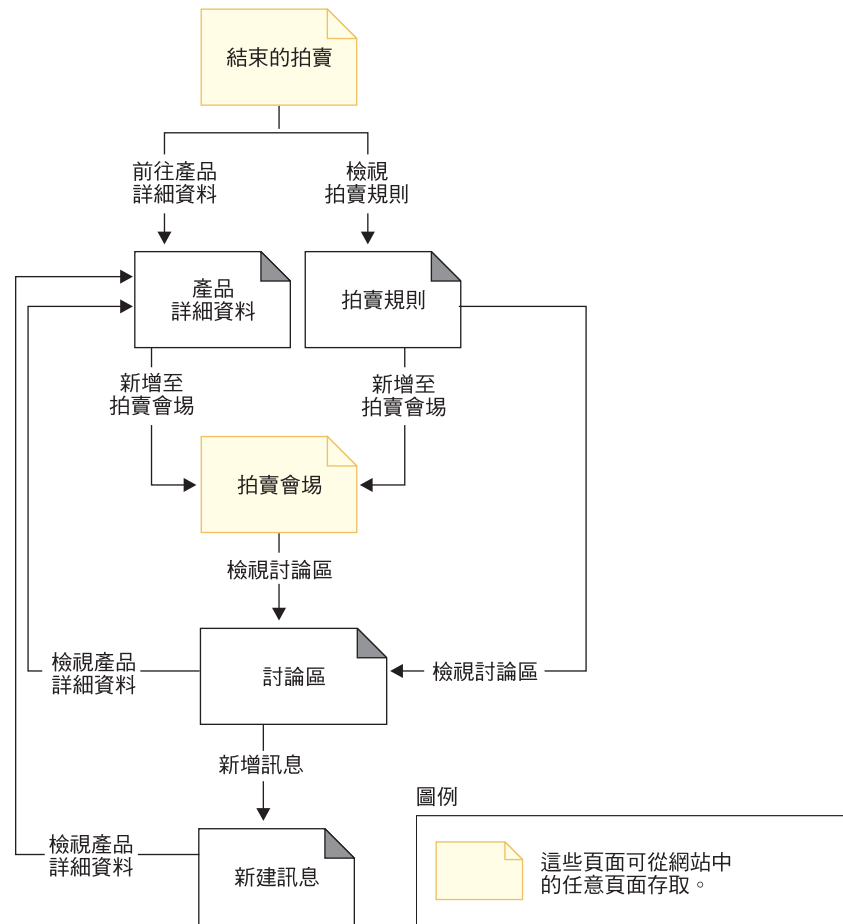 結束的拍賣
前往產品
詳細資料
檢視
拍賣規則
產品
詳細資料
拍賣規則
新增至
拍賣會場
新增至
拍賣會場
拍賣會場
檢視討論區
檢視產品
詳細資料
討論區
檢視討論區
新增訊息
圖例
檢視產品
詳細資料
新建訊息
這些頁面可從網站中
的任意頁面存取。